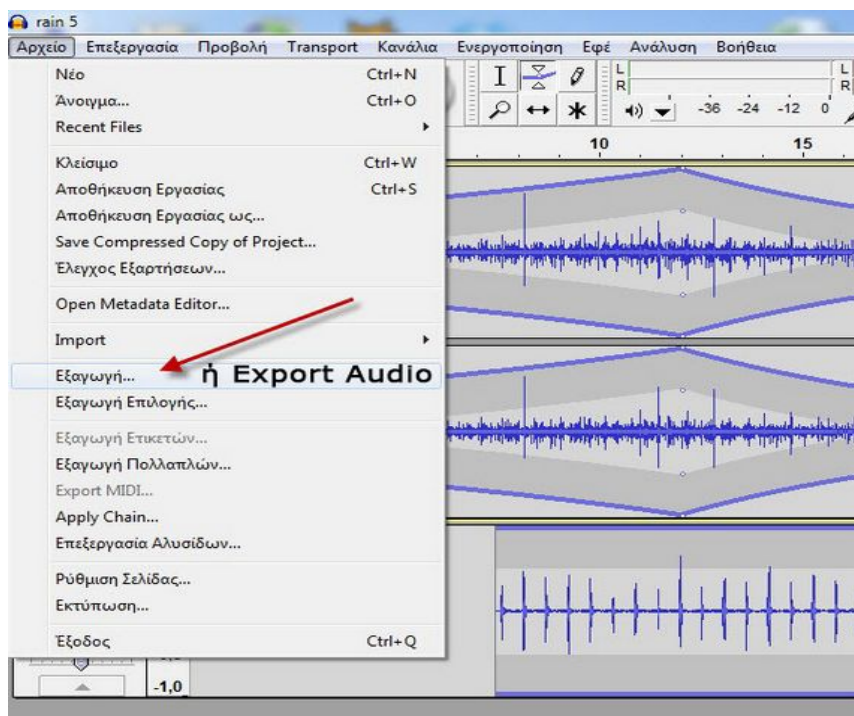 rain 5
Αρχείο Επεξεργασία Προβολή Transport Κανάλια Ενεργοποίηση Εφέ Ανάλυση Βοήθεια
Νέο Ctrl+N
Άνοιγμα... Ctrl+O
Recent Files
Κλείσιμο Ctrl+W
Αποθήκευση Εργασίας Ctrl+S
Αποθήκευση Εργασίας ως...
Save Compressed Copy of Project...
Έλεγχος Εξαρτήσεων...
Open Metadata Editor...
Import
Εξαγωγή... ή Export Audio
Εξαγωγή Επιλογής...
Εξαγωγή Ετικετών...
Εξαγωγή Πολλαπλών...
Export MIDI...
Apply Chain...
Επεξεργασία Αλυσίδων...
Ρύθμιση Σελίδας...
Εκτύπωση...
Έξοδος Ctrl+Q
L L
R R
-36 -24 -12 0
10 15
-1,0